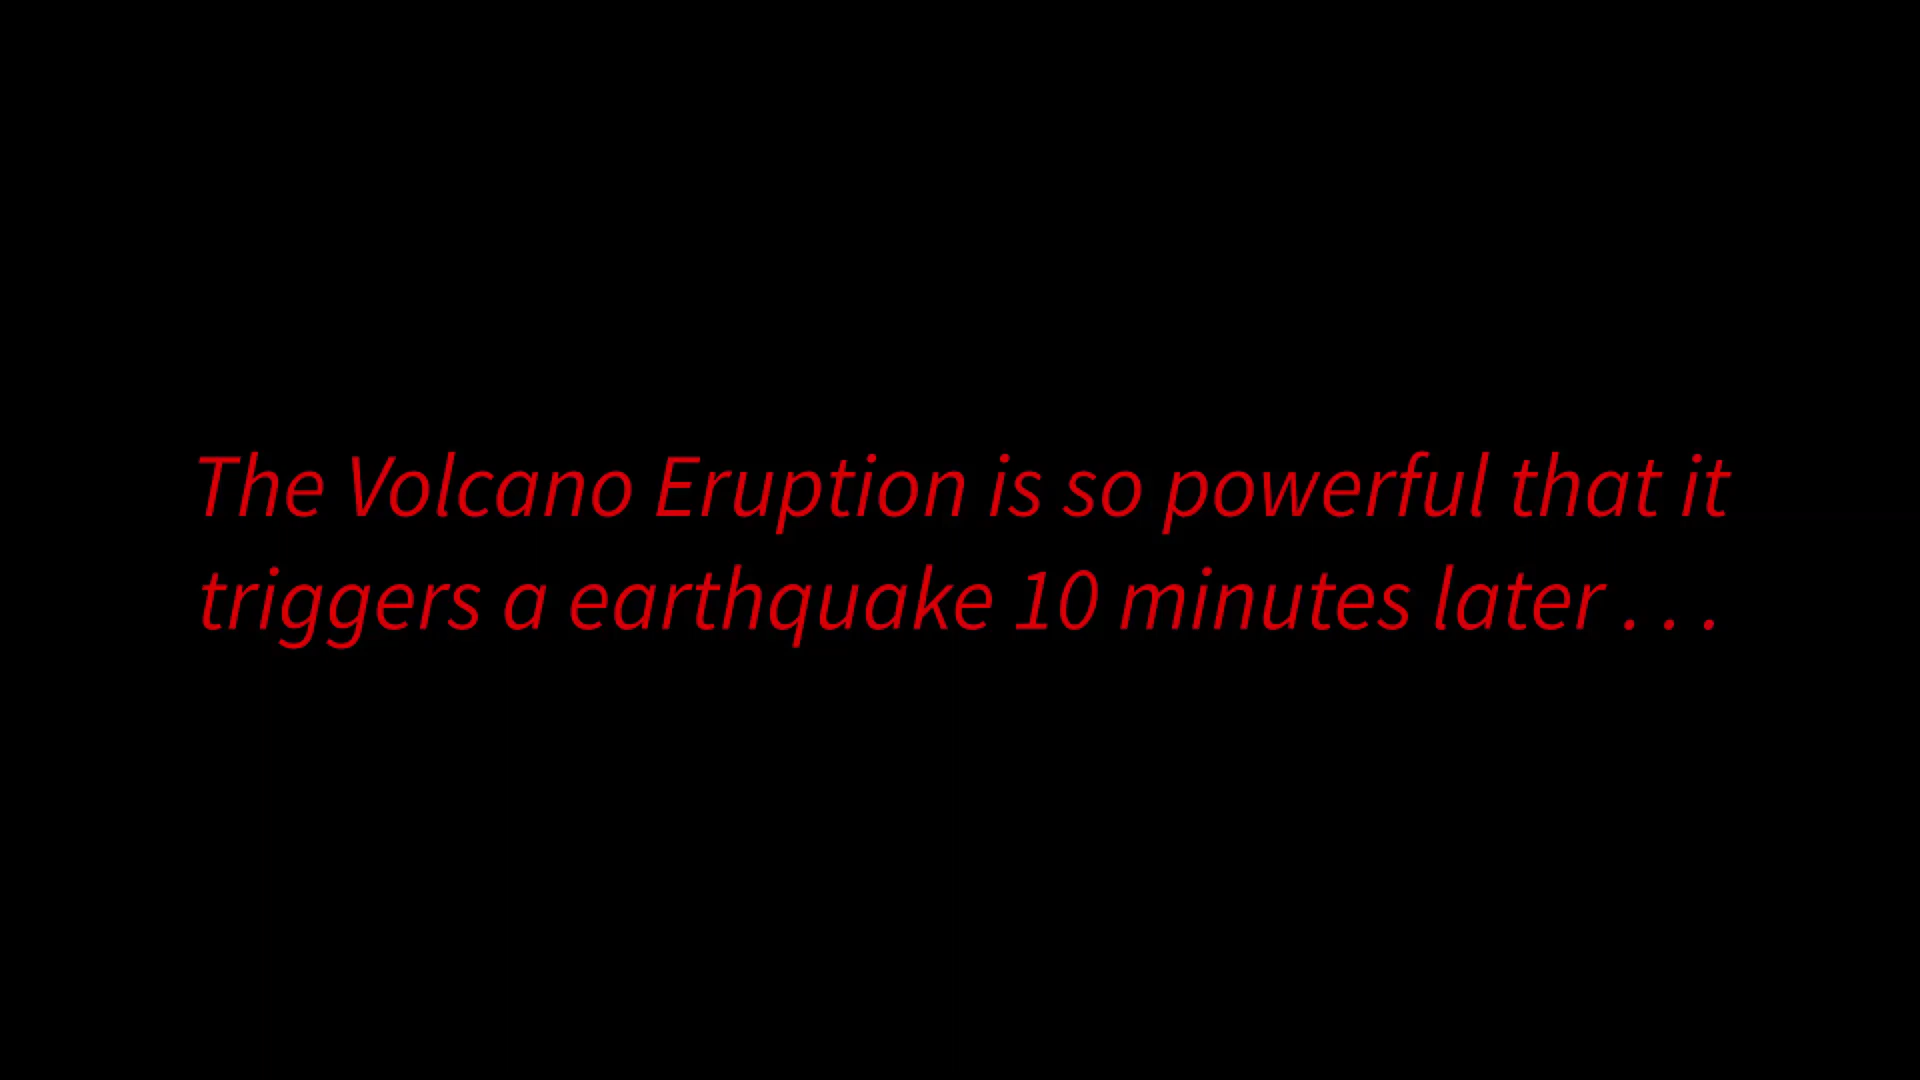 The Volcano Eruption is so powerful that it
triggers a earthquake 10 minutes later . . .